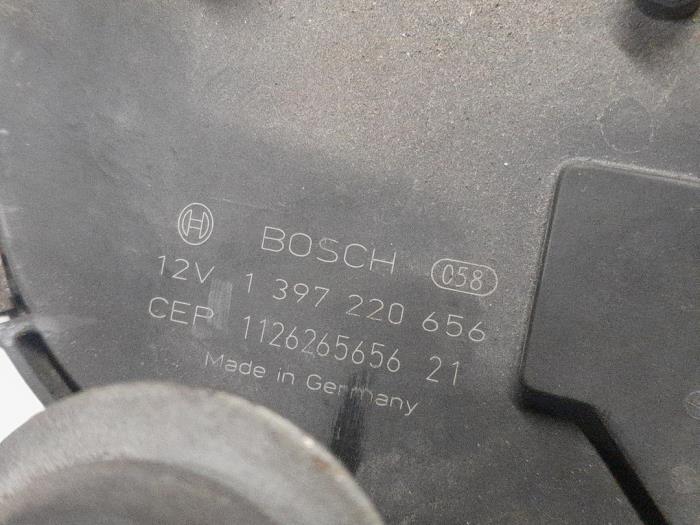 BOSCH 058
12V 1 397 220 656
CEP 1126265656 21
Made in Germany